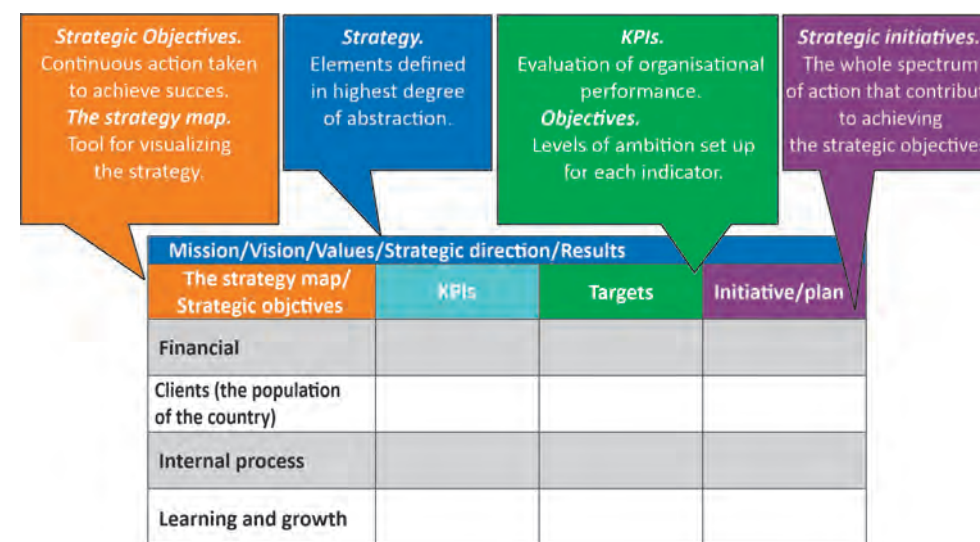 Strategic Objectives.
Continuous action taken
to achieve succes.
The strategy map.
Tool for visualizing
the strategy.
Strategy.
Elements defined
in highest degree
of abstraction.
KPIs.
Evaluation of organisational
performance.
Objectives.
Levels of ambition set up
for each indicator.
Strategic initiatives.
The whole spectrum
of action that contribut
to achieving
the strategic objective
Mission/Vision/Values/Strategic direction/Results
The strategy map/
Strategic objctives
KPIs
Targets
Initiative/plan
Financial
Clients (the population
of the country)
Internal process
Learning and growth